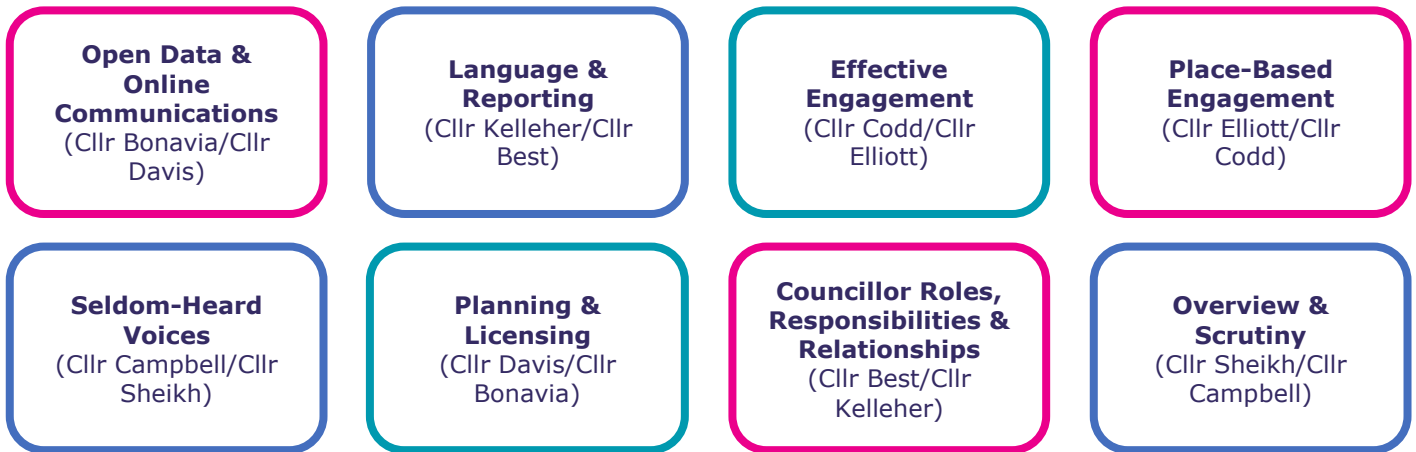 Open Data &
Online
Communications
(Cllr Bonavia/Cllr
Davis)
Language &
Reporting
(Cllr Kelleher/Cllr
Best)
Effective
Engagement
(Cllr Codd/Cllr
Elliott)
Place-Based
Engagement
(Cllr Elliott/Cllr
Codd)
Seldom-Heard
Voices
(Cllr Campbell/Cllr
Sheikh)
Planning &
Licensing
(Cllr Davis/Cllr
Bonavia)
Councillor Roles,
Responsibilities &
Relationships
(Cllr Best/Cllr
Kelleher)
Overview &
Scrutiny
(Cllr Sheikh/Cllr
Campbell)